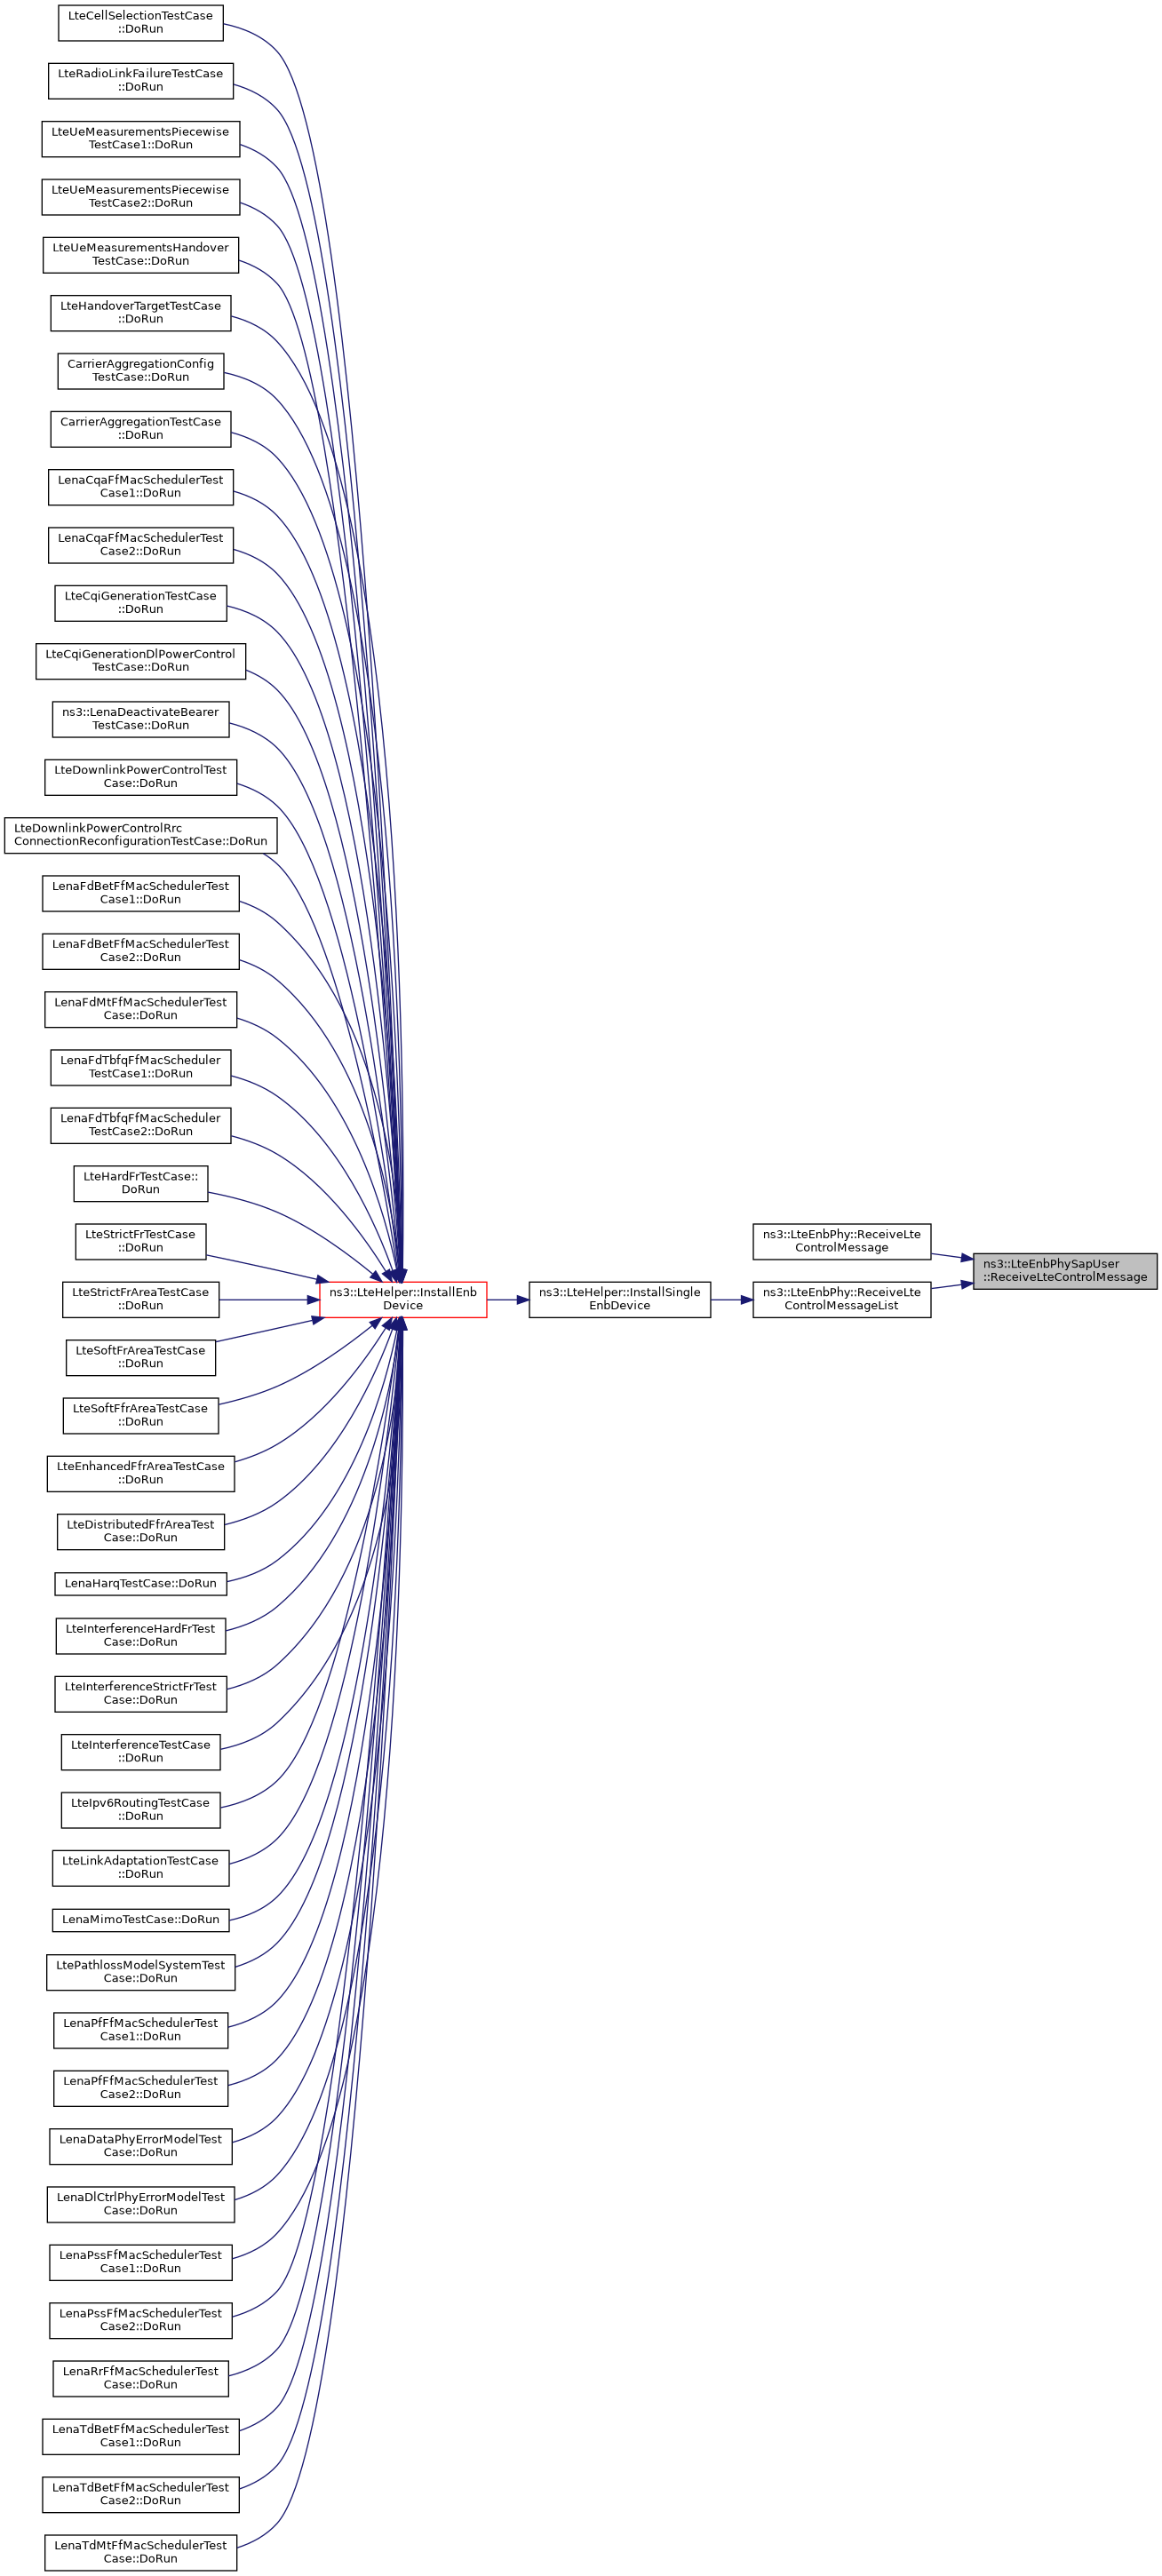 LteCellSelectionTestCase
::DoRun
LteRadioLinkFailureTestCase
::DoRun
LteUeMeasurementsPiecewise
TestCase1::DoRun
LteUeMeasurementsPiecewise
TestCase2::DoRun
LteUeMeasurementsHandover
TestCase::DoRun
LteHandoverTargetTestCase
::DoRun
CarrierAggregationConfig
TestCase::DoRun
CarrierAggregationTestCase
::DoRun
LenaCqaFfMacSchedulerTest
Case1::DoRun
LenaCqaFfMacSchedulerTest
Case2::DoRun
LteCqiGenerationTestCase
::DoRun
LteCqiGenerationDlPowerControl
TestCase::DoRun
ns3::LenaDeactivateBearer
TestCase::DoRun
LteDownlinkPowerControlTest
Case::DoRun
LteDownlinkPowerControlRrc
ConnectionReconfigurationTestCase::DoRun
LenaFdBetFfMacSchedulerTest
Case1::DoRun
LenaFdBetFfMacSchedulerTest
Case2::DoRun
LenaFdMtFfMacSchedulerTest
Case::DoRun
LenaFdTbfqFfMacScheduler
TestCase1::DoRun
LenaFdTbfqFfMacScheduler
TestCase2::DoRun
LteHardFrTestCase::
DoRun
LteStrictFrTestCase
::DoRun
LteStrictFrAreaTestCase
::DoRun
LteSoftFrAreaTestCase
::DoRun
LteSoftFfrAreaTestCase
::DoRun
LteEnhancedFfrAreaTestCase
::DoRun
LteDistributedFfrAreaTest
Case::DoRun
LenaHarqTestCase::DoRun
LteInterferenceHardFrTest
Case::DoRun
LteInterferenceStrictFrTest
Case::DoRun
LteInterferenceTestCase
::DoRun
LteIpv6RoutingTestCase
::DoRun
LteLinkAdaptationTestCase
::DoRun
LenaMimoTestCase::DoRun
LtePathlossModelSystemTest
Case::DoRun
LenaPfFfMacSchedulerTest
Case1::DoRun
LenaPfFfMacSchedulerTest
Case2::DoRun
LenaDataPhyErrorModelTest
Case::DoRun
LenaDlCtrlPhyErrorModelTest
Case::DoRun
LenaPssFfMacSchedulerTest
Case1::DoRun
LenaPssFfMacSchedulerTest
Case2::DoRun
LenaRrFfMacSchedulerTest
Case::DoRun
LenaTdBetFfMacSchedulerTest
Case1::DoRun
LenaTdBetFfMacSchedulerTest
Case2::DoRun
LenaTdMtFfMacSchedulerTest
Case::DoRun
ns3::LteHelper::InstallEnb
Device
ns3::LteHelper::InstallSingle
EnbDevice
ns3::LteEnbPhy::ReceiveLte
ControlMessage
ns3::LteEnbPhy::ReceiveLte
ControlMessageList
ns3::LteEnbPhySapUser
::ReceiveLteControlMessage